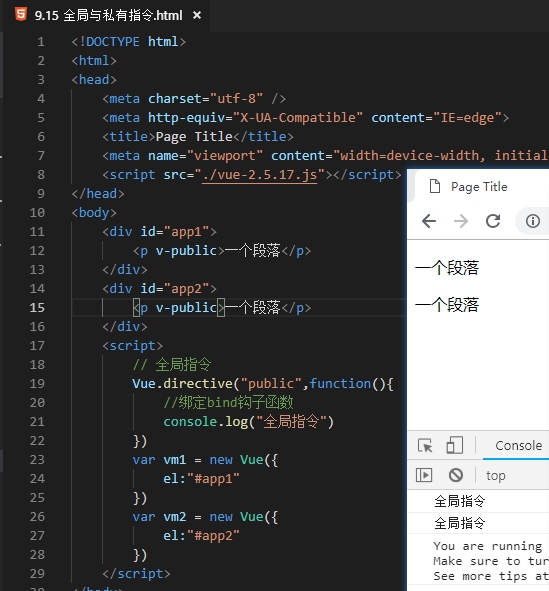 9.15 全局与私有指令.html ×
1 <!DOCTYPE html>
2 <html>
3 <head>
4 <meta charset="utf-8" />
5 <meta http-equiv="X-UA-Compatible" content="IE=edge">
6 <title>Page Title</title>
7 <meta name="viewport" content="width=device-width, initial
8 <script src="./vue-2.5.17.js"></script>
9 </head>
10 <body>
11 <div id="app1">
12 <p v-public>一个段落</p>
13 </div>
14 <div id="app2">
15 <p v-public>一个段落</p>
16 </div>
17 <script>
18 // 全局指令
19 Vue.directive("public",function(){
20 //绑定bind钩子函数
21 console.log("全局指令")
22 })
23 var vm1 = new Vue({
24 el:"#app1"
25 })
26 var vm2 = new Vue({
27 el:"#app2"
28 })
29 </script>
Page Title
一个段落
一个段落
Console
top
全局指令
全局指令
You are running
Make sure to tur
See more tips at